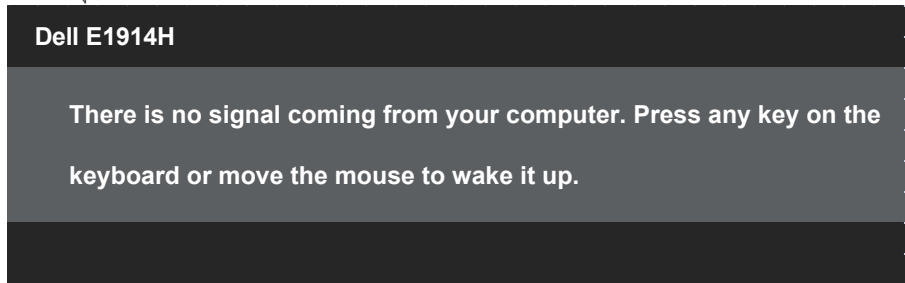 Dell E1914H
There is no signal coming from your computer. Press any key on the
keyboard or move the mouse to wake it up.